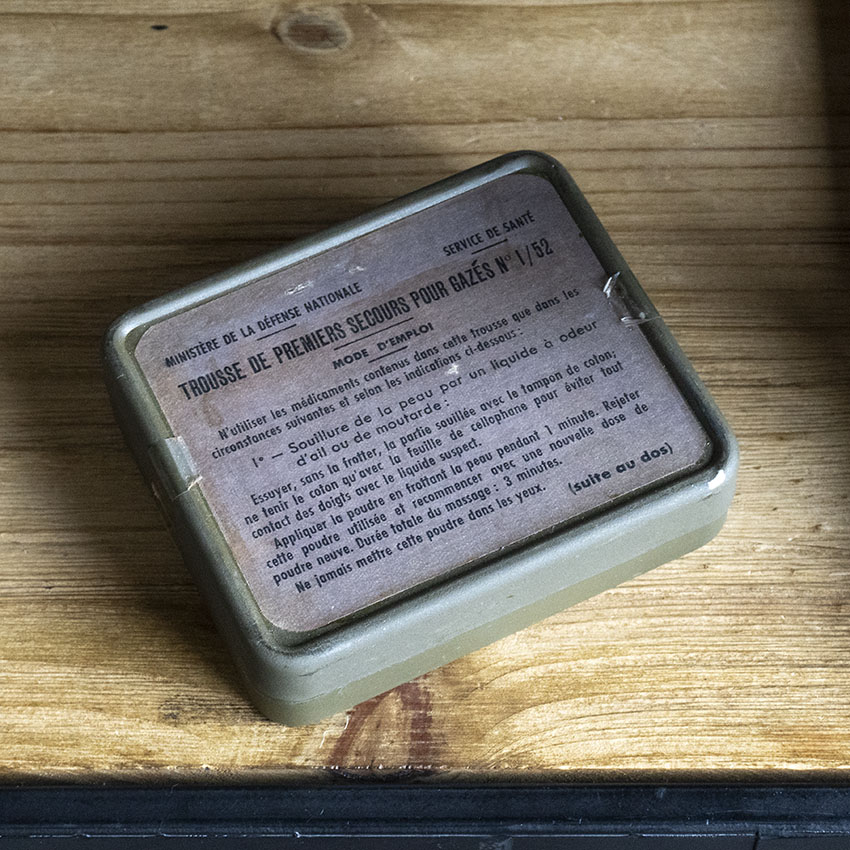 MINISTÈRE DE LA DÉFENSE NATIONALE
SERVICE DE SANTÉ
TROUSSE DE PREMIERS SECOURS POUR GAZÉS N° 1/52
MODE D'EMPLOI
N'utiliser les médicaments contenus dans cette trousse que dans les
circonstances suivantes et selon les indications ci-dessous :
1° — Souillure de la peau par un liquide à odeur
d'ail ou de moutarde :
Essuyer, sans la frotter, la partie souillée avec le tampon de coton;
ne tenir le coton qu'avec la feuille de cellophane pour éviter tout
contact des doigts avec le liquide suspect.
Appliquer la poudre en frottant la peau pendant 1 minute. Rejeter
cette poudre utilisée et recommencer avec une nouvelle dose de
poudre neuve. Durée totale du massage : 3 minutes.
Ne jamais mettre cette poudre dans les yeux.
(suite au dos)